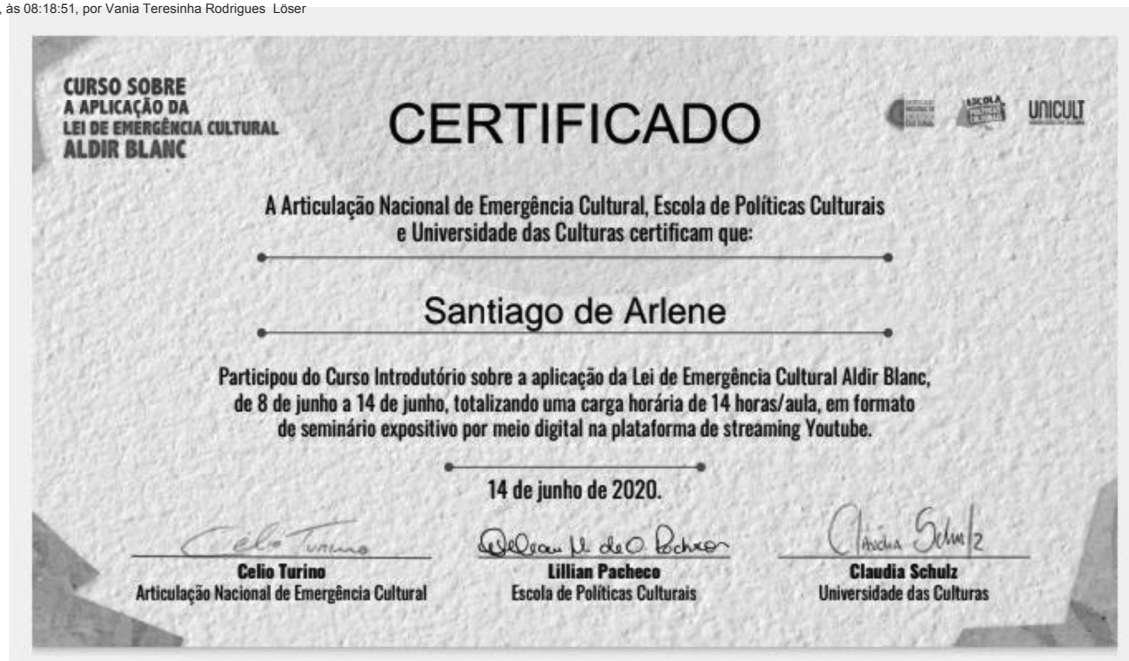 , às 08:18:51, por Vania Teresinha Rodrigues Löser
CURSO SOBRE
A APLICAÇÃO DA
LEI DE EMERGÊNCIA CULTURAL
ALDIR BLANC
CERTIFICADO
ESCOLA
UNICULT
A Articulação Nacional de Emergência Cultural, Escola de Políticas Culturais
e Universidade das Culturas certificam que:
Santiago de Arlene
Participou do Curso Introdutório sobre a aplicação da Lei de Emergência Cultural Aldir Blanc,
de 8 de junho a 14 de junho, totalizando uma carga horária de 14 horas/aula, em formato
de seminário expositivo por meio digital na plataforma de streaming Youtube.
14 de junho de 2020.
Celio Turino
Claudia Schulz
Celio Turino
Articulação Nacional de Emergência Cultural
Lillian Pacheco
Escola de Políticas Culturais
Claudia Schulz
Universidade das Culturas